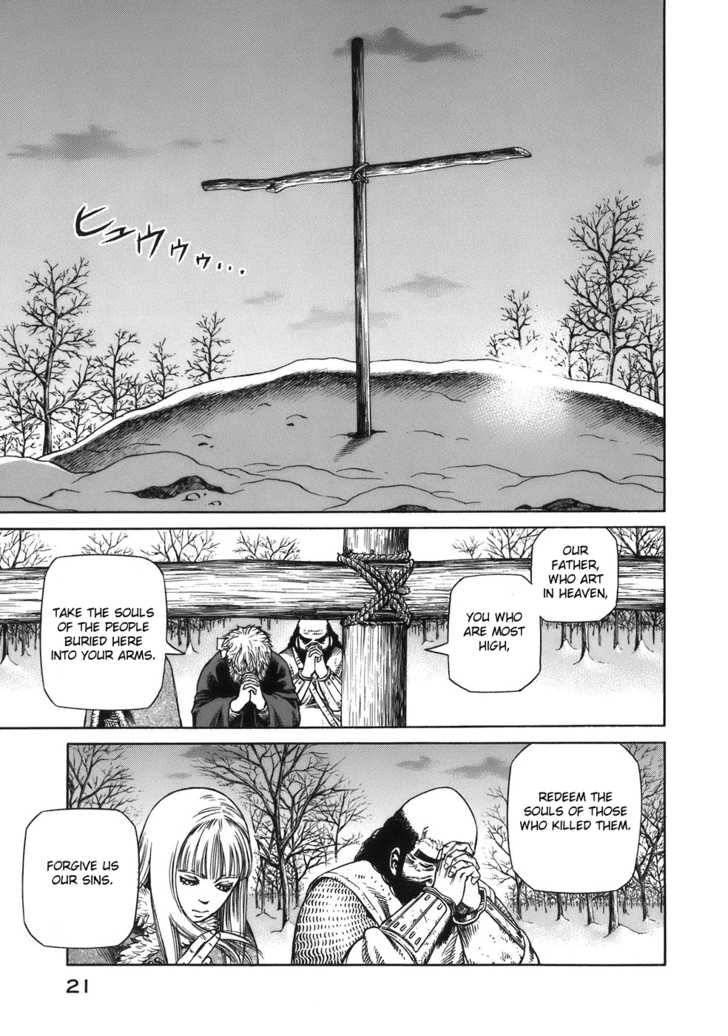 ヒュウゥゥ...
OUR
FATHER,
WHO ART
IN HEAVEN,
YOU WHO
ARE MOST
HIGH,
TAKE THE SOULS
OF THE PEOPLE
BURIED HERE
INTO YOUR ARMS.
REDEEM THE
SOULS OF THOSE
WHO KILLED THEM.
FORGIVE US
OUR SINS.
21